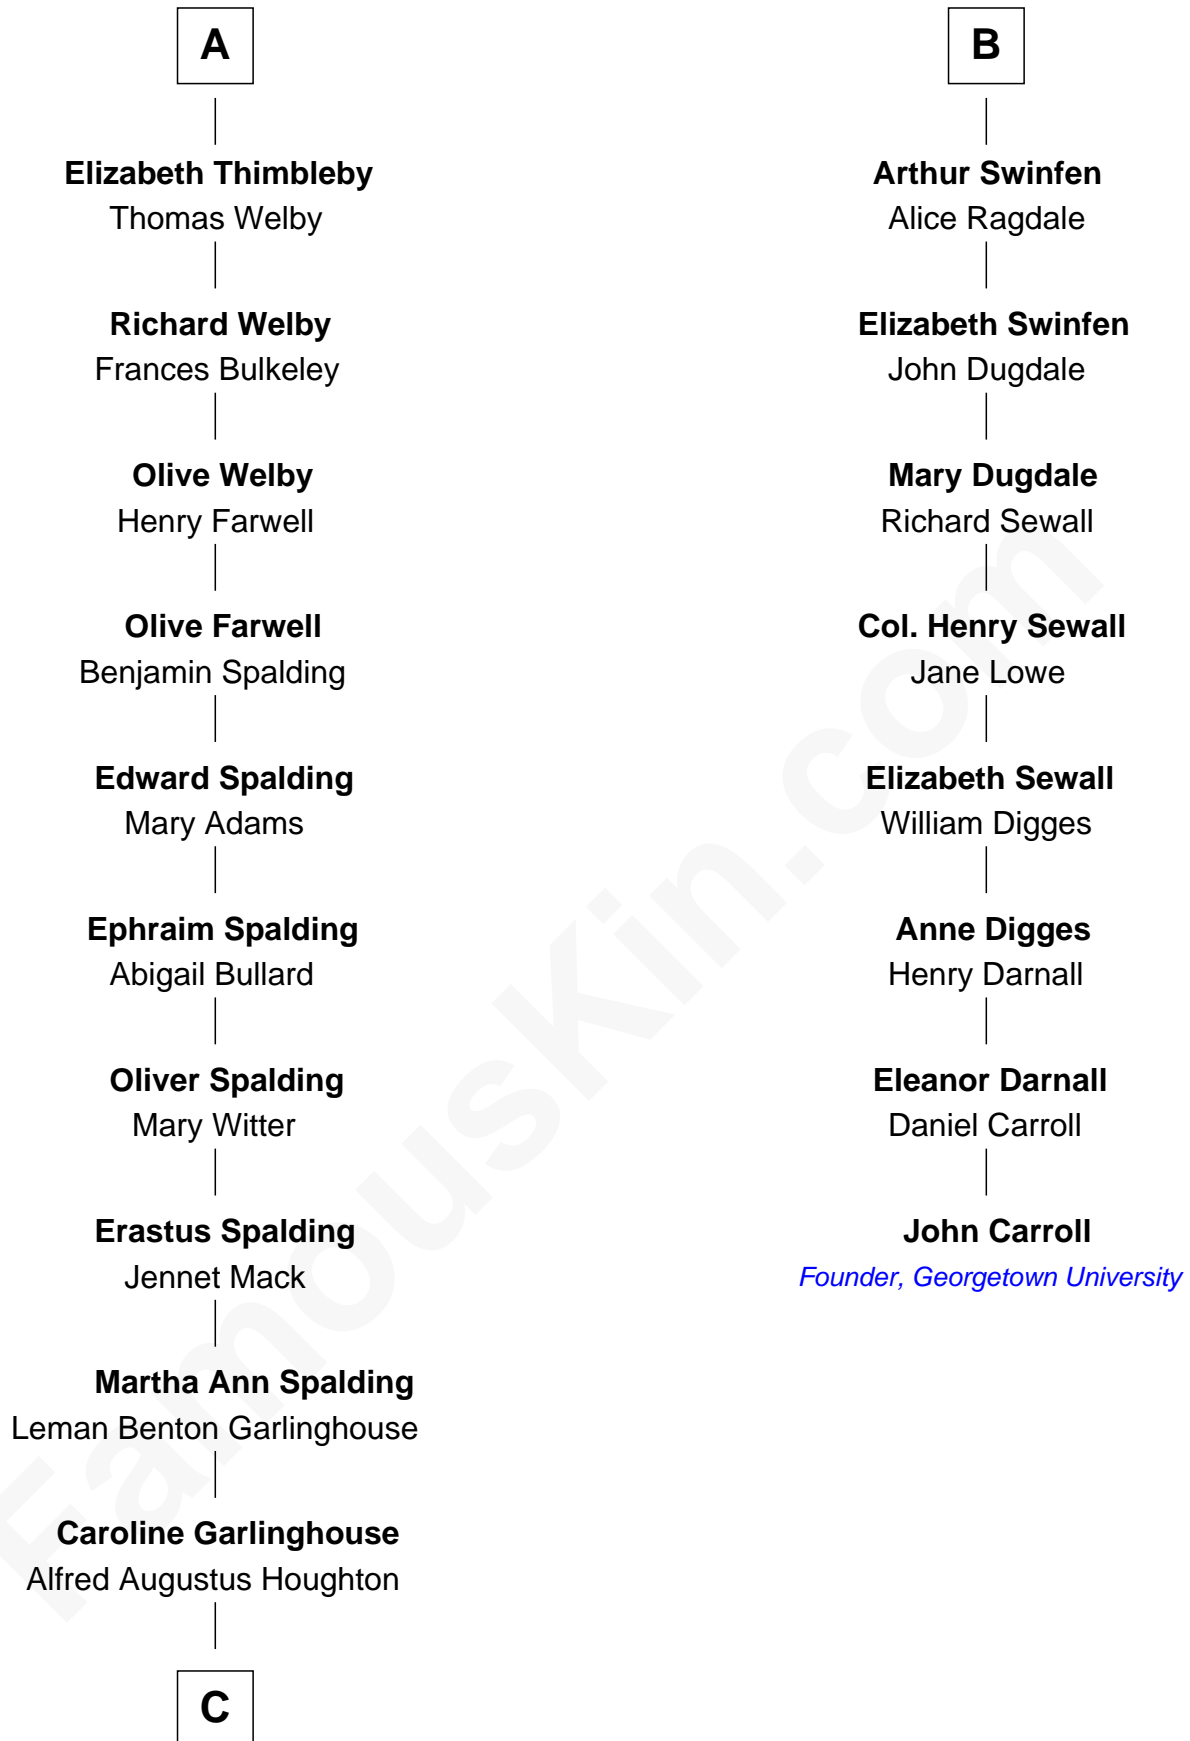 A
Elizabeth Thimbleby
Thomas Welby
Richard Welby
Frances Bulkeley
Olive Welby
Henry Farwell
Olive Farwell
Benjamin Spalding
Edward Spalding
Mary Adams
Ephraim Spalding
Abigail Bullard
Oliver Spalding
Mary Witter
Erastus Spalding
Jennet Mack
Martha Ann Spalding
Leman Benton Garlinghouse
Caroline Garlinghouse
Alfred Augustus Houghton
C
B
Arthur Swinfen
Alice Ragdale
Elizabeth Swinfen
John Dugdale
Mary Dugdale
Richard Sewall
Col. Henry Sewall
Jane Lowe
Elizabeth Sewall
William Digges
Anne Digges
Henry Darnall
Eleanor Darnall
Daniel Carroll
John Carroll
Founder, Georgetown University
FamousKin.com